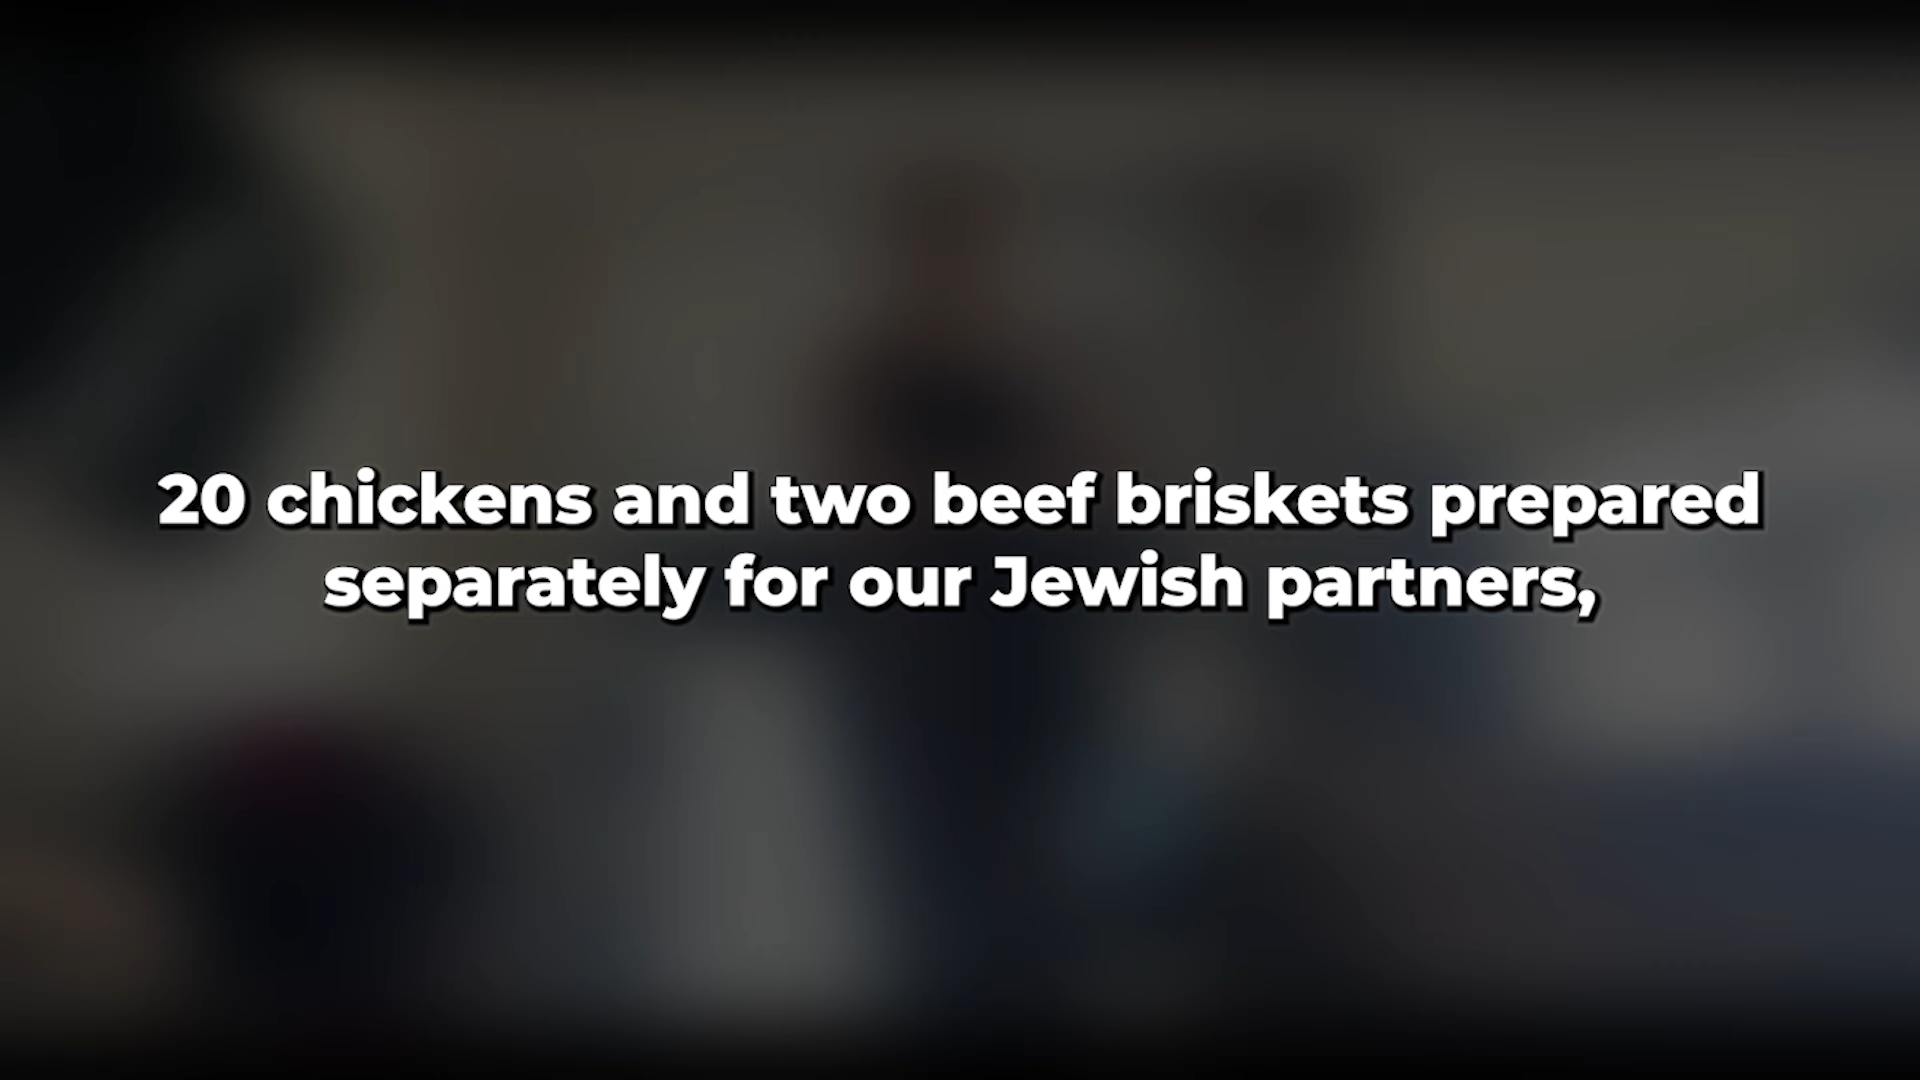 20 chickens and two beef briskets prepared
separately for our Jewish partners,